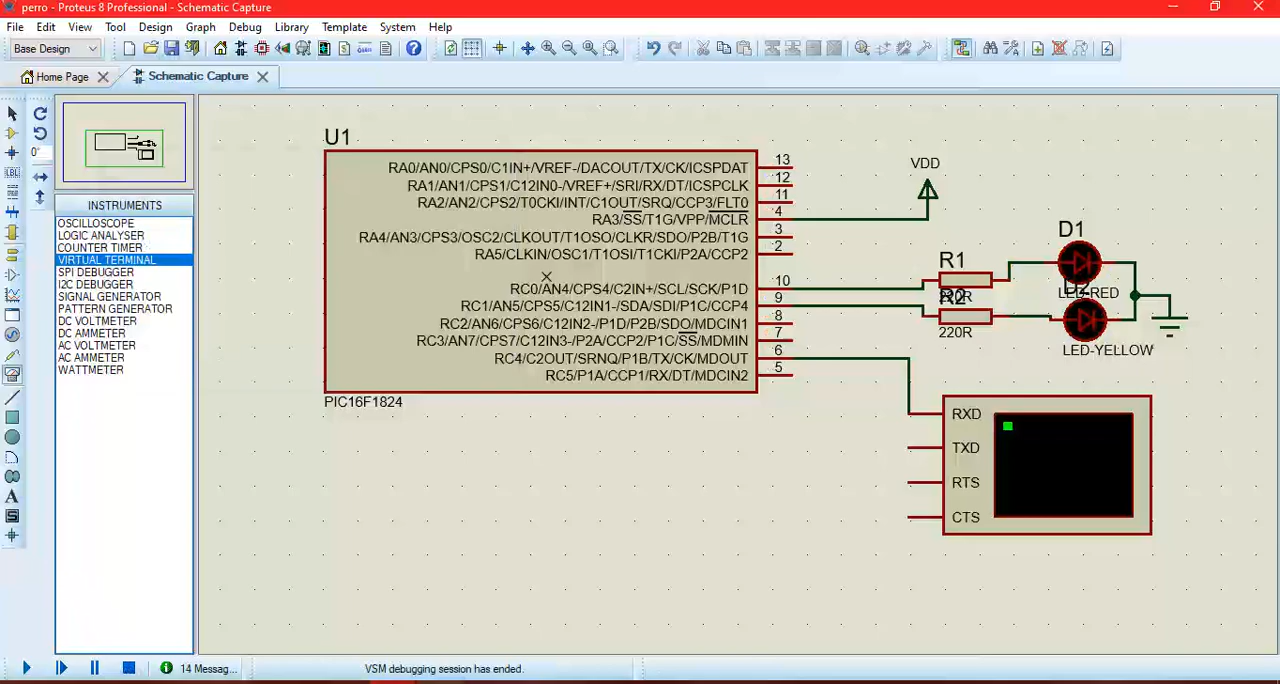 perro - Proteus 8 Professional - Schematic Capture
File Edit View Tool Design Graph Debug Library Template System Help
Base Design
Home Page
Schematic Capture
0°
LBL
INSTRUMENTS
OSCILLOSCOPE
LOGIC ANALYSER
COUNTER TIMER
VIRTUAL TERMINAL
SPI DEBUGGER
I2C DEBUGGER
SIGNAL GENERATOR
PATTERN GENERATOR
DC VOLTMETER
DC AMMETER
AC VOLTMETER
AC AMMETER
WATTMETER
U1
RA0/AN0/CPS0/C1IN+/VREF-/DACOUT/TX/CK/ICSPDAT 13
RA1/AN1/CPS1/C12IN0-/VREF+/SRI/RX/DT/ICSPCLK 12
RA2/AN2/CPS2/T0CKI/INT/C1OUT/SRQ/CCP3/FLT0 11
RA3/SS/T1G/VPP/MCLR 4
RA4/AN3/CPS3/OSC2/CLKOUT/T1OSO/CLKR/SDO/P2B/T1G 3
RA5/CLKIN/OSC1/T1OSI/T1CKI/P2A/CCP2 2
RC0/AN4/CPS4/C2IN+/SCL/SCK/P1D 10
RC1/AN5/CPS5/C12IN1-/SDA/SDI/P1C/CCP4 9
RC2/AN6/CPS6/C12IN2-/P1D/P2B/SDO/MDCIN1 8
RC3/AN7/CPS7/C12IN3-/P2A/CCP2/P1C/SS/MDMIN 7
RC4/C2OUT/SRNQ/P1B/TX/CK/MDOUT 6
RC5/P1A/CCP1/RX/DT/MDCIN2 5
PIC16F1824
VDD
D1
R1
LED-RED
220R
R2
D2
220R
LED-YELLOW
RXD
TXD
RTS
CTS
14 Messag...
VSM debugging session has ended.